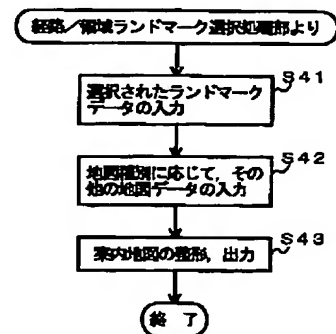 経路/領域ランドマーク選択処理部より
S41
選択されたランドマーク
データの入力
S42
地図種別に応じて,その
他の地図データの入力
S43
案内地図の整形,出力
終 了